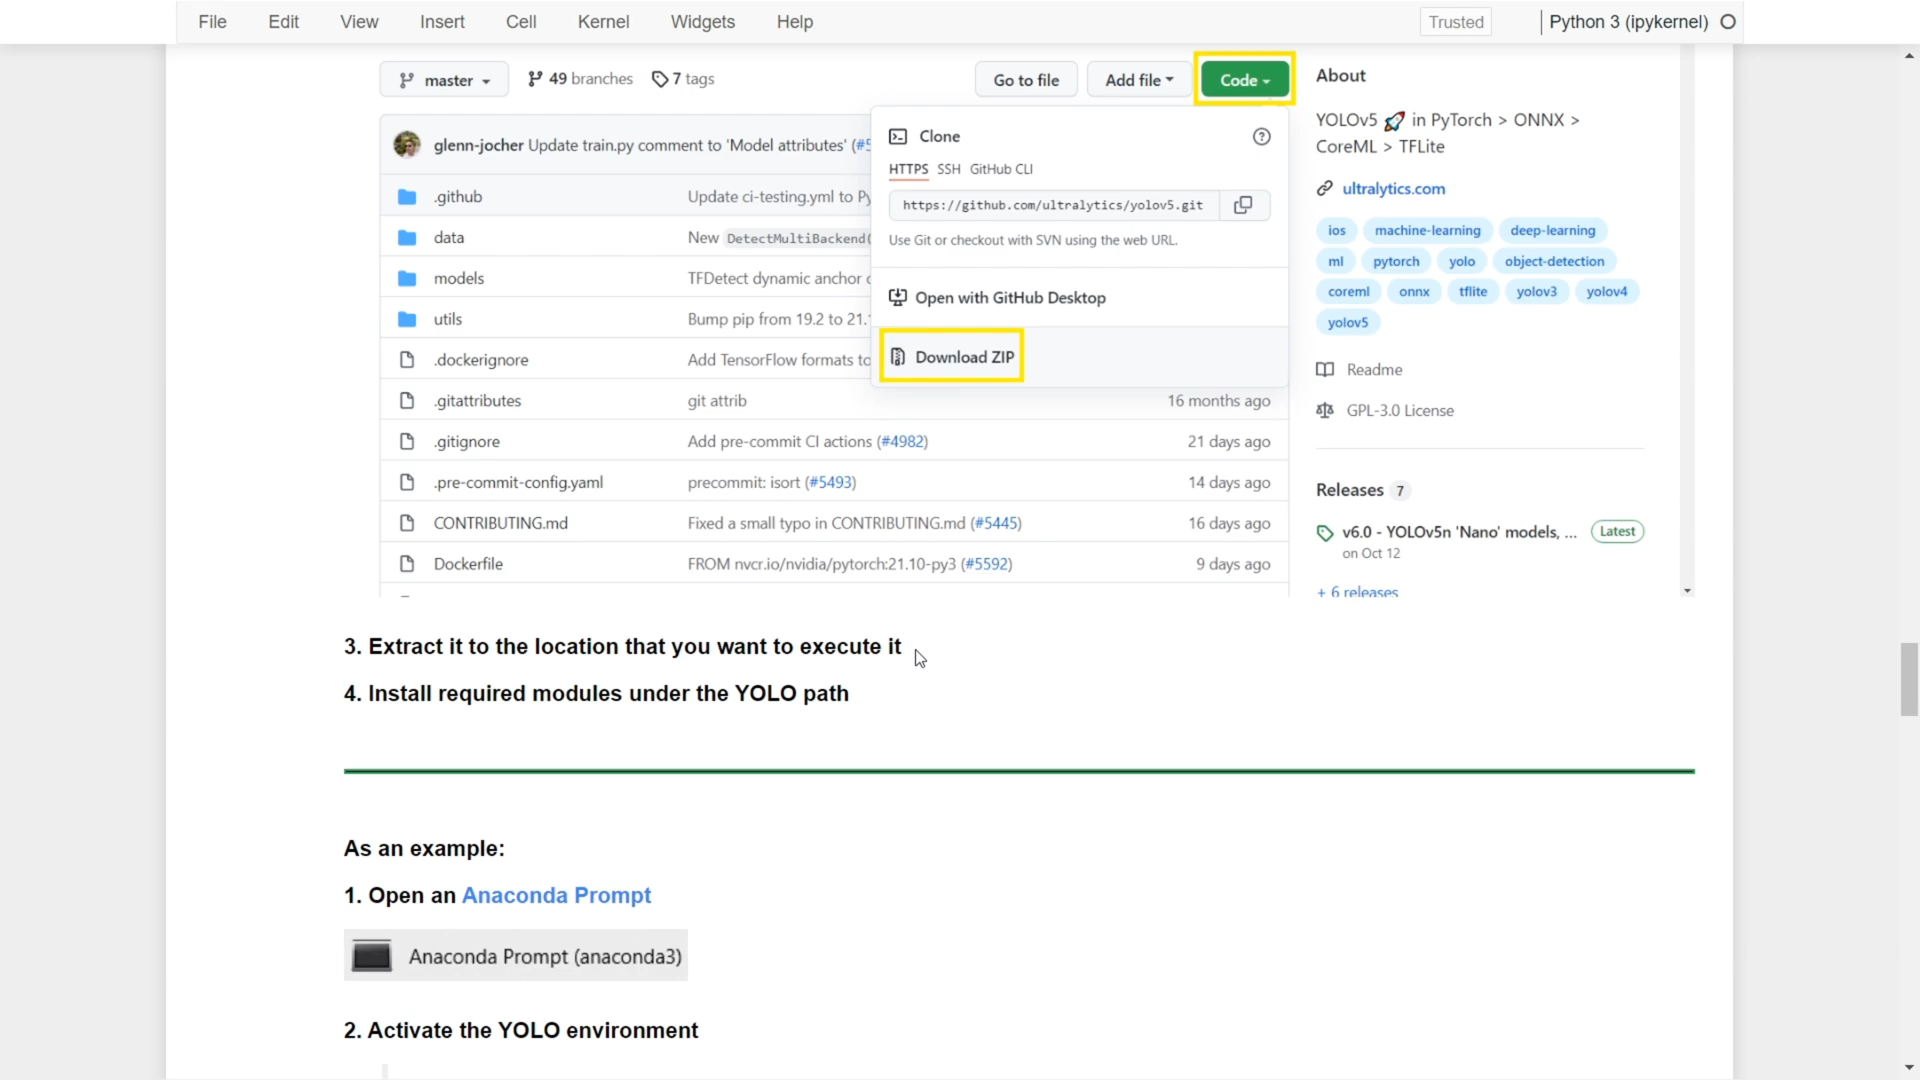 File Edit View Insert Cell Kernel Widgets Help Trusted Python 3 (ipykernel)
master 49 branches 7 tags Go to file Add file Code About
YOLOv5 🚀 in PyTorch > ONNX >
CoreML > TFLite
ultralytics.com
ios machine-learning deep-learning
ml pytorch yolo object-detection
coreml onnx tflite yolov3 yolov4
yolov5
Readme
GPL-3.0 License
Releases 7
v6.0 - YOLOv5n 'Nano' models, ... Latest
on Oct 12
+ 6 releases
glenn-jocher Update train.py comment to 'Model attributes' (#5
Clone
HTTPS SSH GitHub CLI
https://github.com/ultralytics/yolov5.git
Use Git or checkout with SVN using the web URL.
Open with GitHub Desktop
Download ZIP
.github Update ci-testing.yml to Py
data New DetectMultiBackend(
models TFDetect dynamic anchor c
utils Bump pip from 19.2 to 21.
.dockerignore Add TensorFlow formats to
.gitattributes git attrib 16 months ago
.gitignore Add pre-commit CI actions (#4982) 21 days ago
.pre-commit-config.yaml precommit: isort (#5493) 14 days ago
CONTRIBUTING.md Fixed a small typo in CONTRIBUTING.md (#5445) 16 days ago
Dockerfile FROM nvcr.io/nvidia/pytorch:21.10-py3 (#5592) 9 days ago
3. Extract it to the location that you want to execute it
4. Install required modules under the YOLO path
As an example:
1. Open an Anaconda Prompt
Anaconda Prompt (anaconda3)
2. Activate the YOLO environment